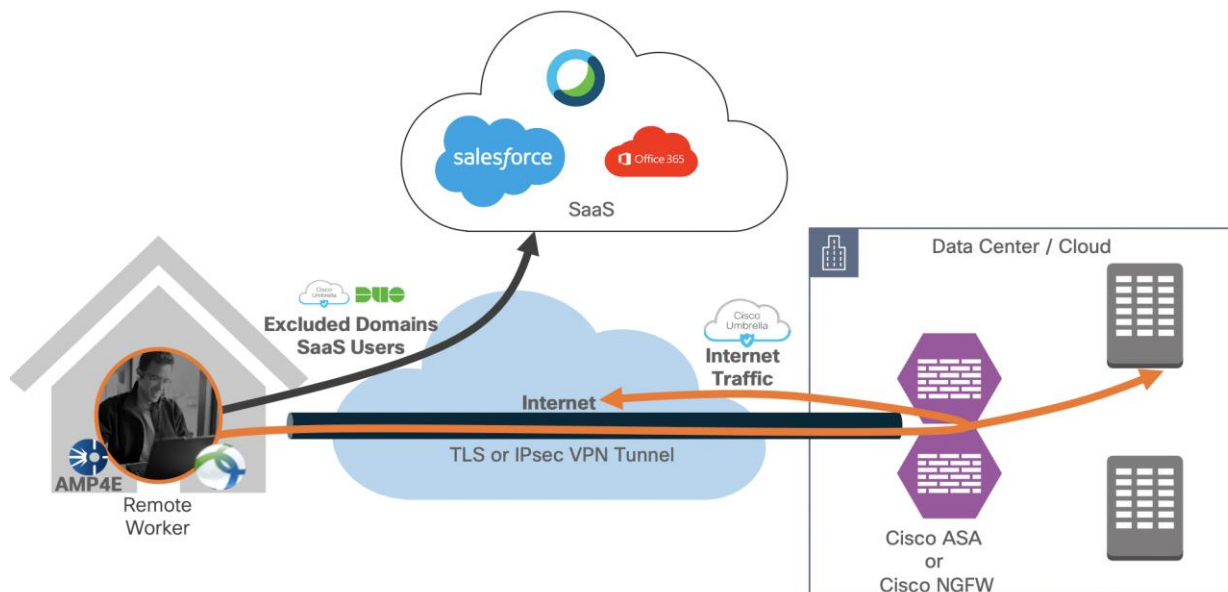 salesforce
Office 365
SaaS
Data Center / Cloud
Cisco
Umbrella
DUO
Excluded Domains
SaaS Users
Cisco
Umbrella
Internet
Traffic
Internet
TLS or IPsec VPN Tunnel
AMP4E
Remote
Worker
Cisco ASA
or
Cisco NGFW